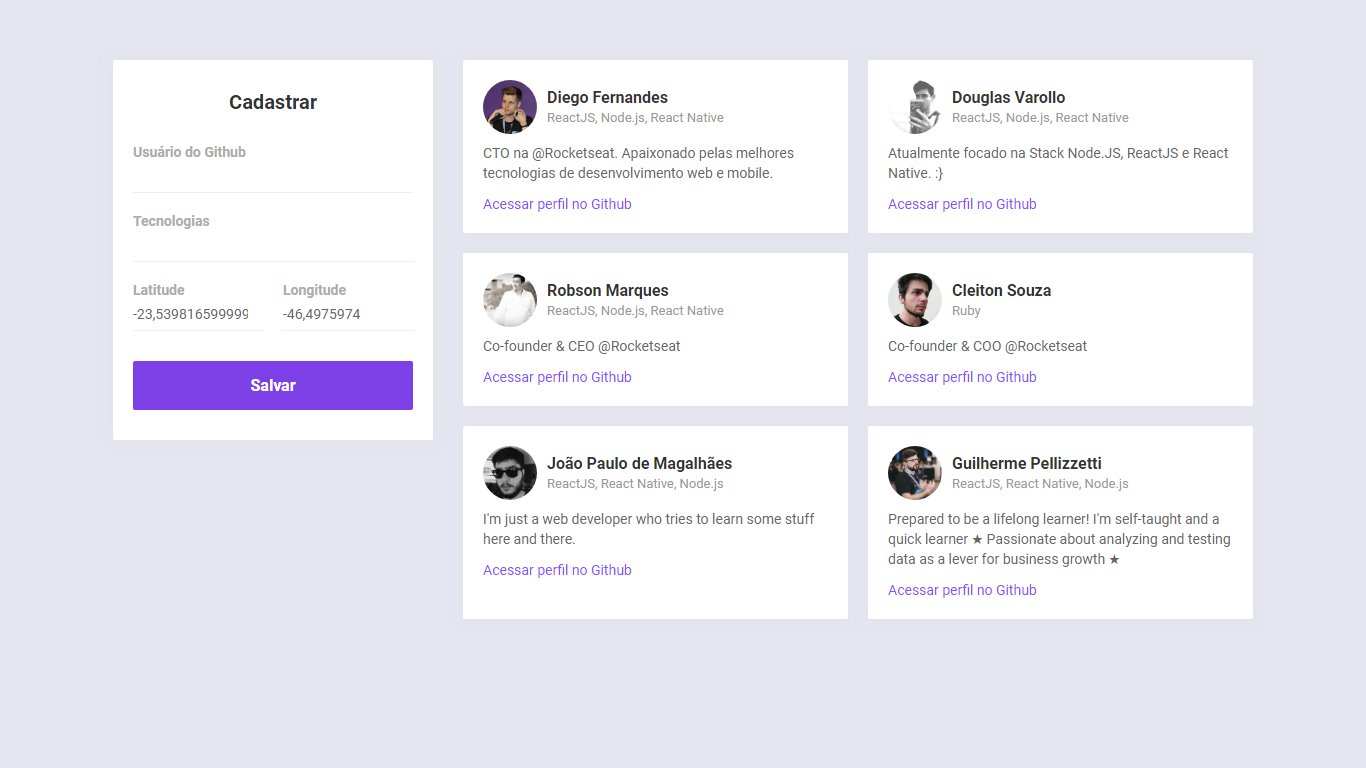 Cadastrar
Usuário do Github
Tecnologias
Latitude
-23,539816599999
Longitude
-46,4975974
Salvar
Diego Fernandes
ReactJS, Node.js, React Native
CTO na @Rocketseat. Apaixonado pelas melhores
tecnologias de desenvolvimento web e mobile.
Acessar perfil no Github
Douglas Varollo
ReactJS, Node.js, React Native
Atualmente focado na Stack Node.JS, ReactJS e React
Native. :}
Acessar perfil no Github
Robson Marques
ReactJS, Node.js, React Native
Co-founder & CEO @Rocketseat
Acessar perfil no Github
Cleiton Souza
Ruby
Co-founder & COO @Rocketseat
Acessar perfil no Github
João Paulo de Magalhães
ReactJS, React Native, Node.js
I'm just a web developer who tries to learn some stuff
here and there.
Acessar perfil no Github
Guilherme Pellizzetti
ReactJS, React Native, Node.js
Prepared to be a lifelong learner! I'm self-taught and a
quick learner ★ Passionate about analyzing and testing
data as a lever for business growth ★
Acessar perfil no Github